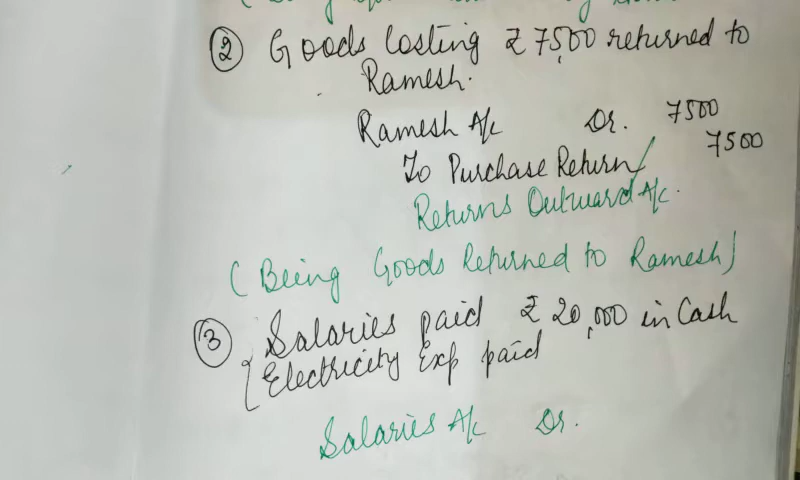 ② Goods Costing ₹ 7500 returned to
Ramesh.
Ramesh A/c Dr. 7500
To Purchase Return/ 7500
Returns Outward A/c.
(Being Goods Returned to Ramesh)
③ Salaries paid ₹ 20,000 in Cash
Electricity Exp paid
Salaries A/c Dr.